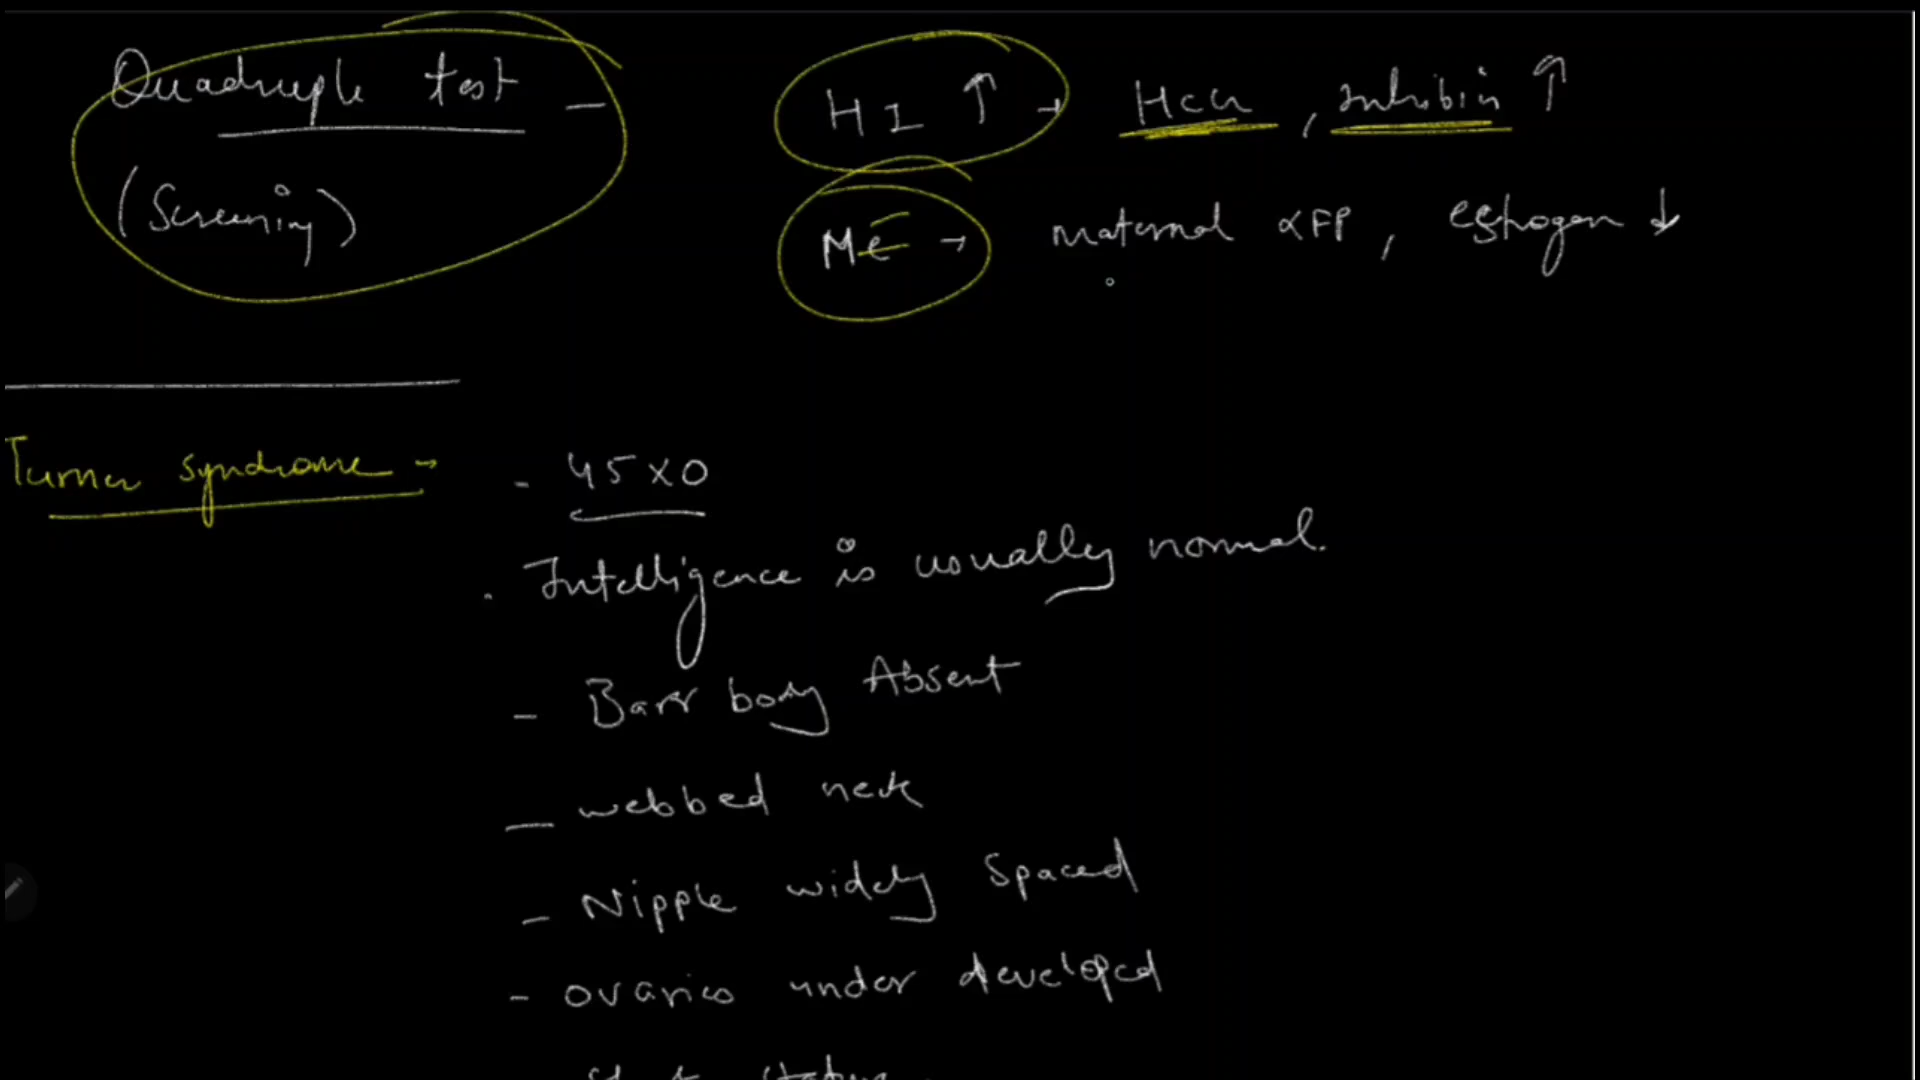 Quadruple test -
(Screening)
HI ↑ → HCG, Inhibin ↑
ME → maternal αFP, estrogen ↓
Turner syndrome -
- 45XO
. Intelligence is usually normal.
- Barr body Absent
- webbed neck
- Nipple widely spaced
- ovaries under developed